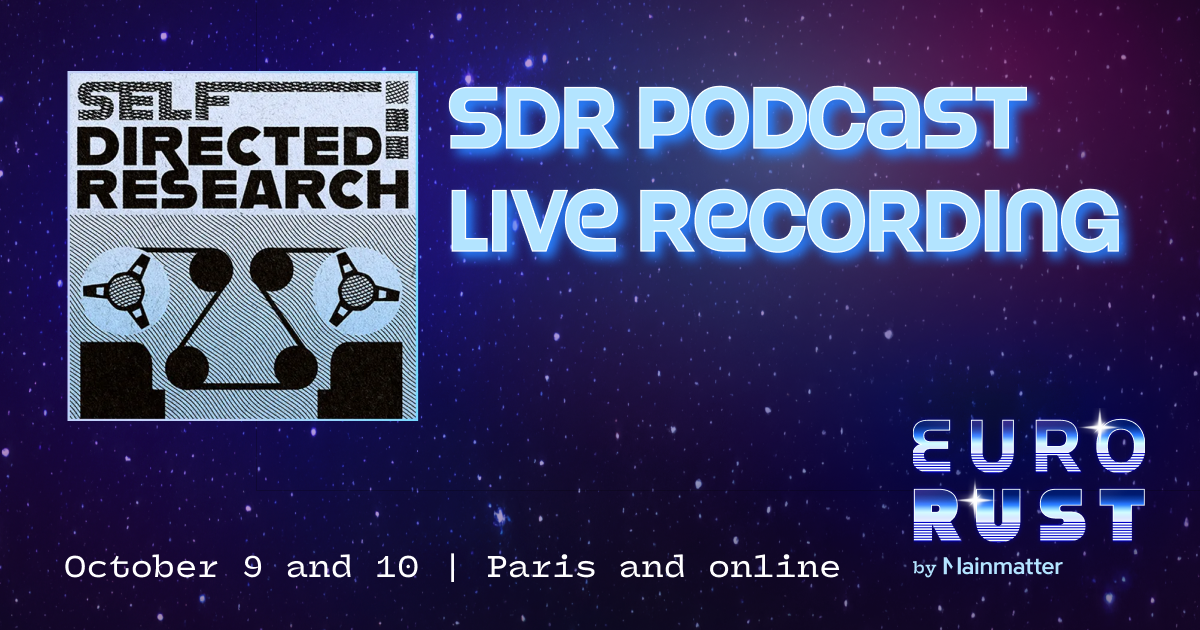 SELF
DIRECTED
RESEARCH
SDR PODCaST
LIVe ReCORDInG
EURO
RUST
by Mainmatter
October 9 and 10 | Paris and online